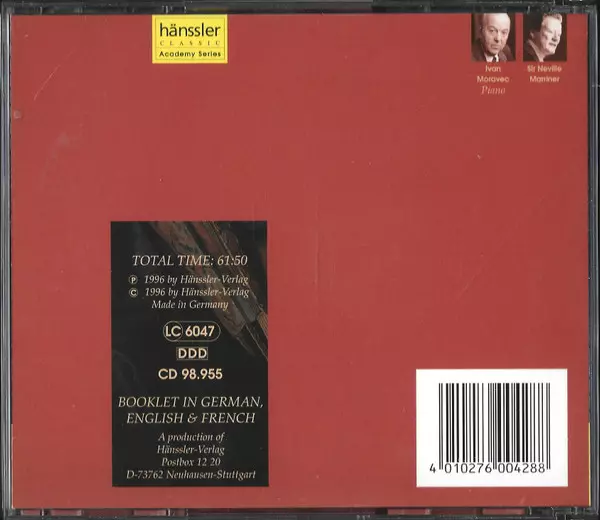 hänssler
CLASSIC
Academy Series
Ivan
Moravec
Piano
Sir Neville
Marriner
TOTAL TIME: 61:50
Ⓟ 1996 by Hänssler-Verlag
© 1996 by Hänssler-Verlag
Made in Germany
LC 6047
DDD
CD 98.955
BOOKLET IN GERMAN,
ENGLISH & FRENCH
A production of
Hänssler-Verlag
Postbox 12 20
D-73762 Neuhausen-Stuttgart
4 010276 004288